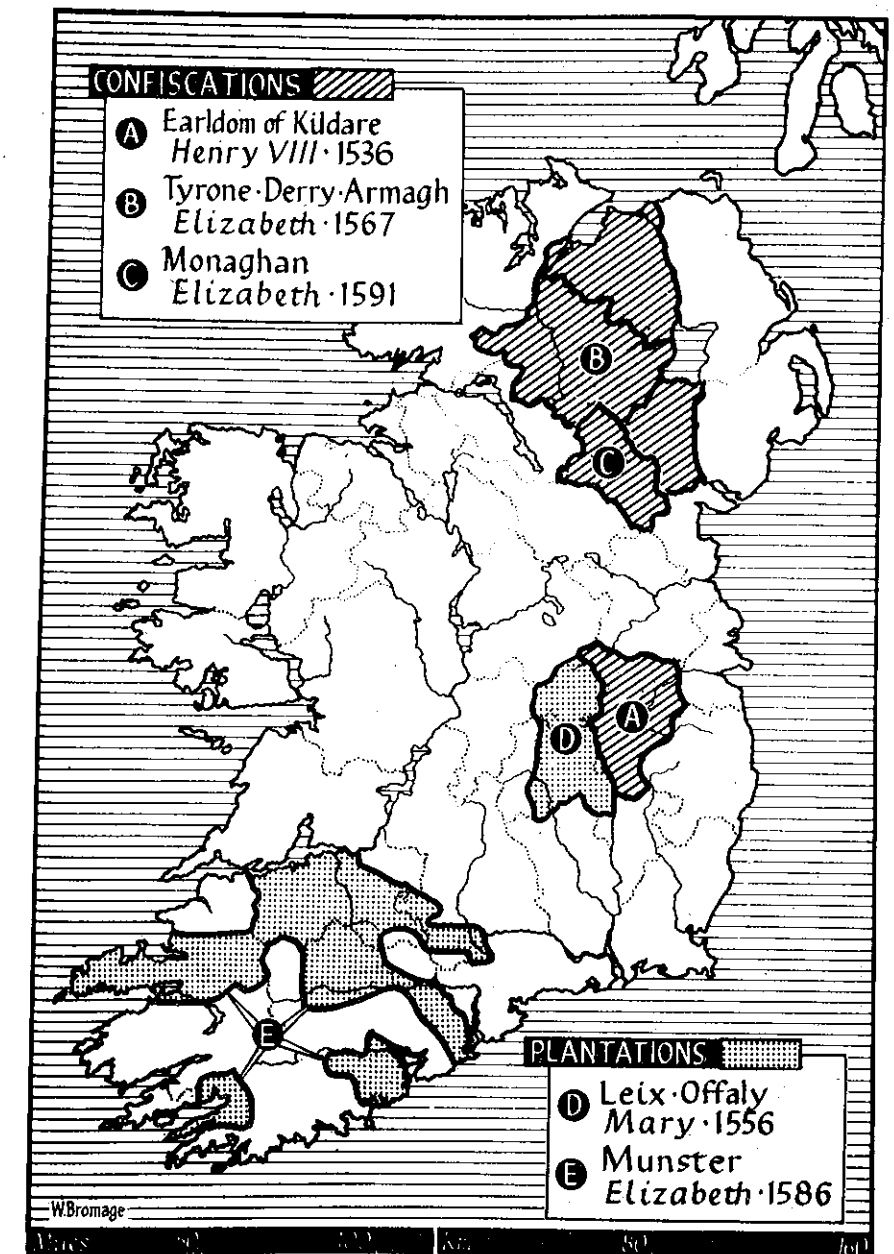 CONFISCATIONS
A Earldom of Kildare
Henry VIII · 1536
B Tyrone · Derry · Armagh
Elizabeth · 1567
C Monaghan
Elizabeth · 1591
B
C
A
D
E
PLANTATIONS
D Leix · Offaly
Mary · 1556
E Munster
Elizabeth · 1586
W.Bromage
Miles Km 80